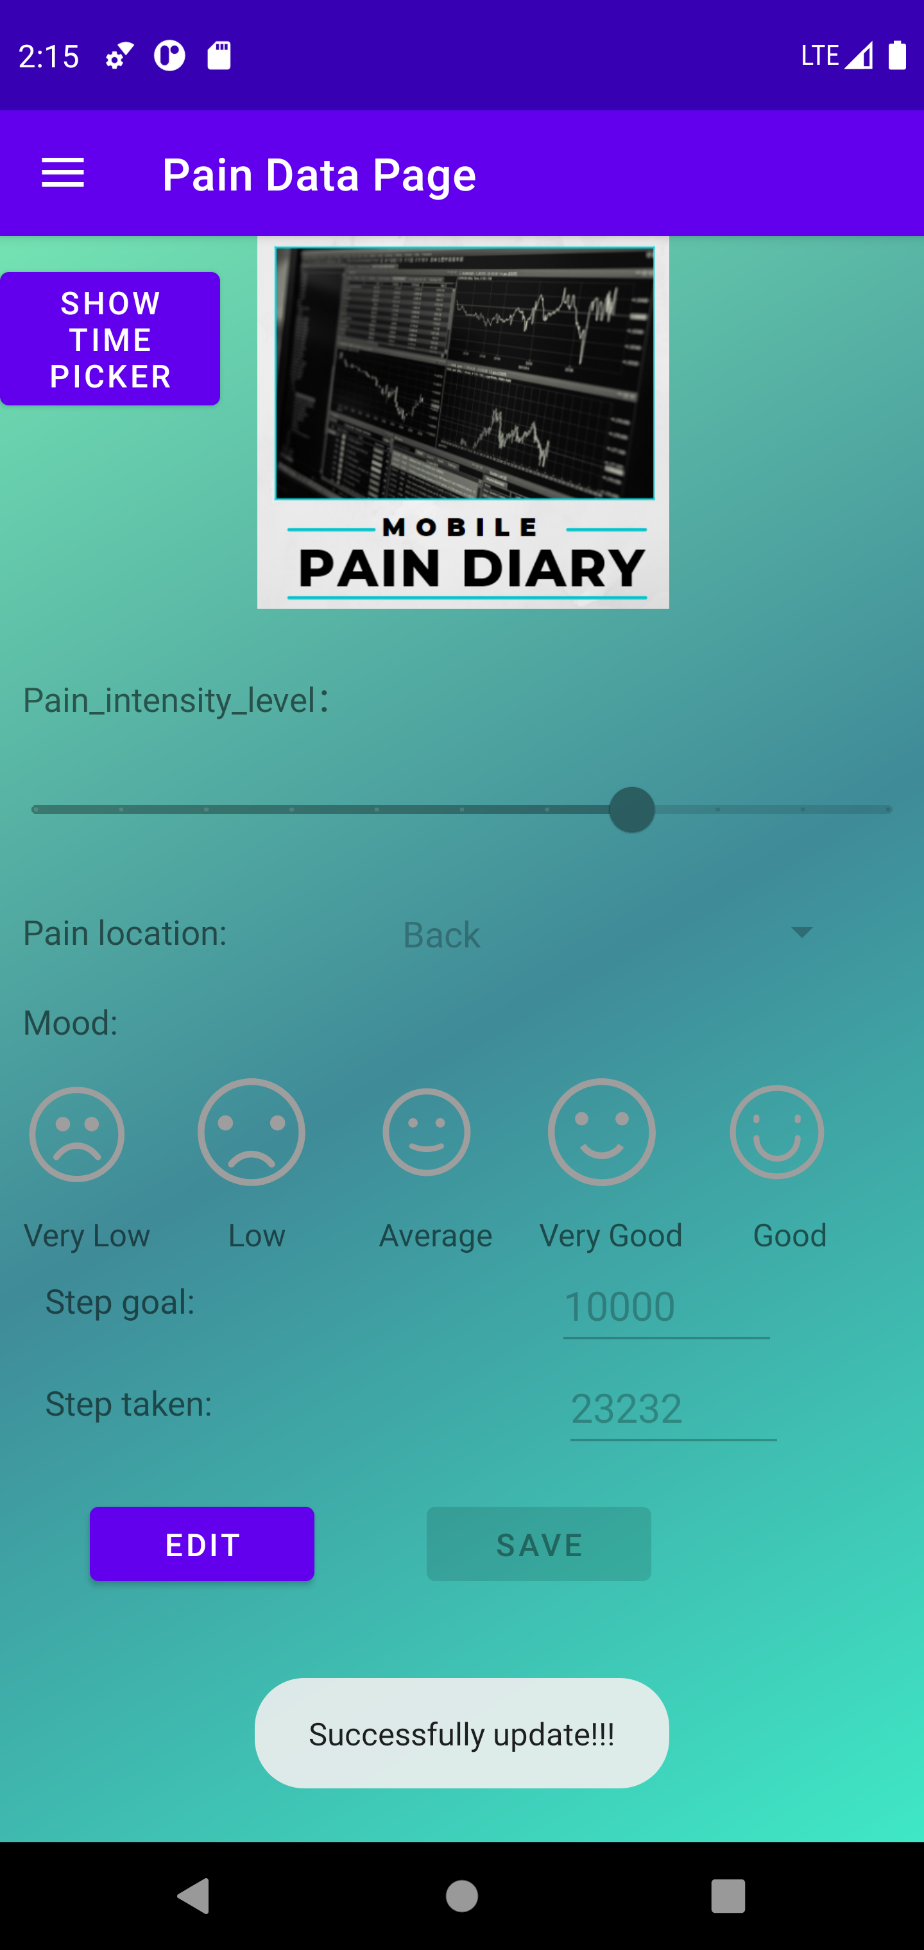 2:15
LTE
Pain Data Page
SHOW
TIME
PICKER
MOBILE
PAIN DIARY
Pain_intensity_level：
Pain location:
Back
Mood:
Very Low
Low
Average
Very Good
Good
Step goal:
10000
Step taken:
23232
EDIT
SAVE
Successfully update!!!